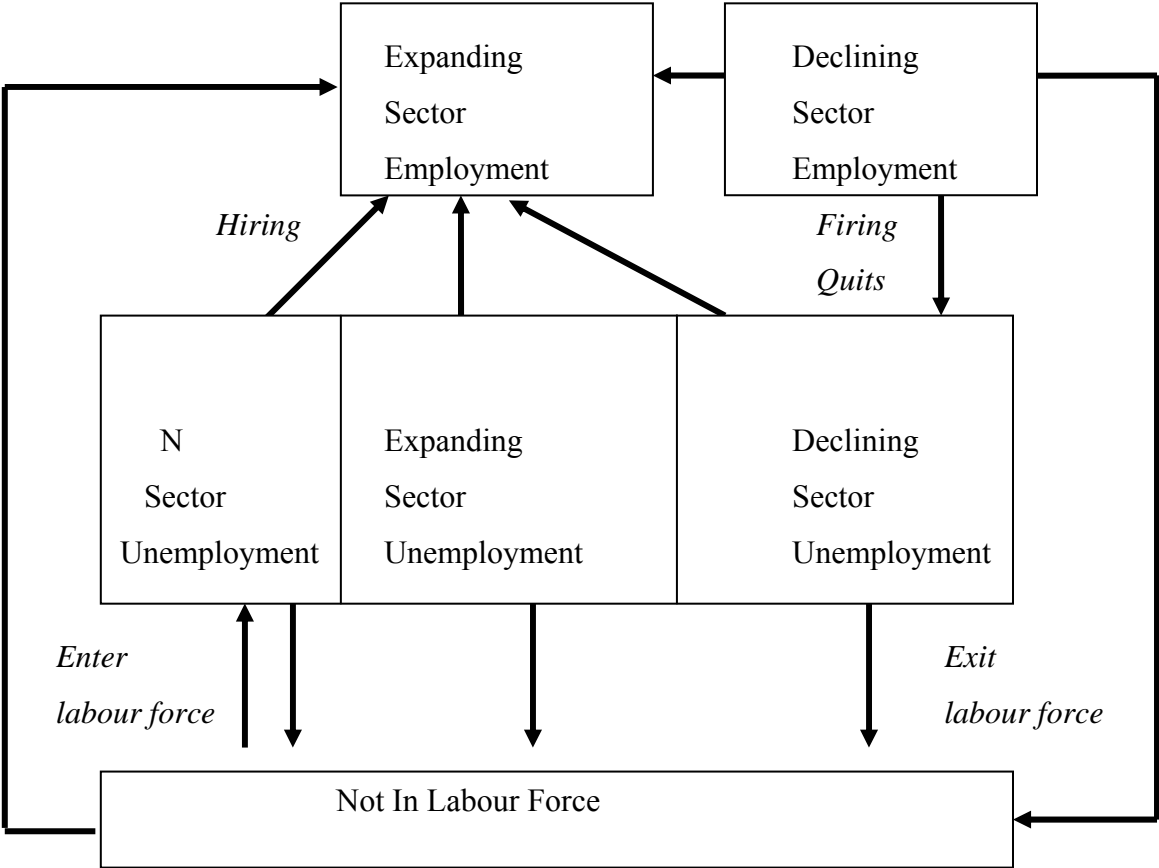 Expanding
Sector
Employment
Declining
Sector
Employment
Hiring
Firing
Quits
N
Sector
Unemployment
Expanding
Sector
Unemployment
Declining
Sector
Unemployment
Enter
labour force
Exit
labour force
Not In Labour Force